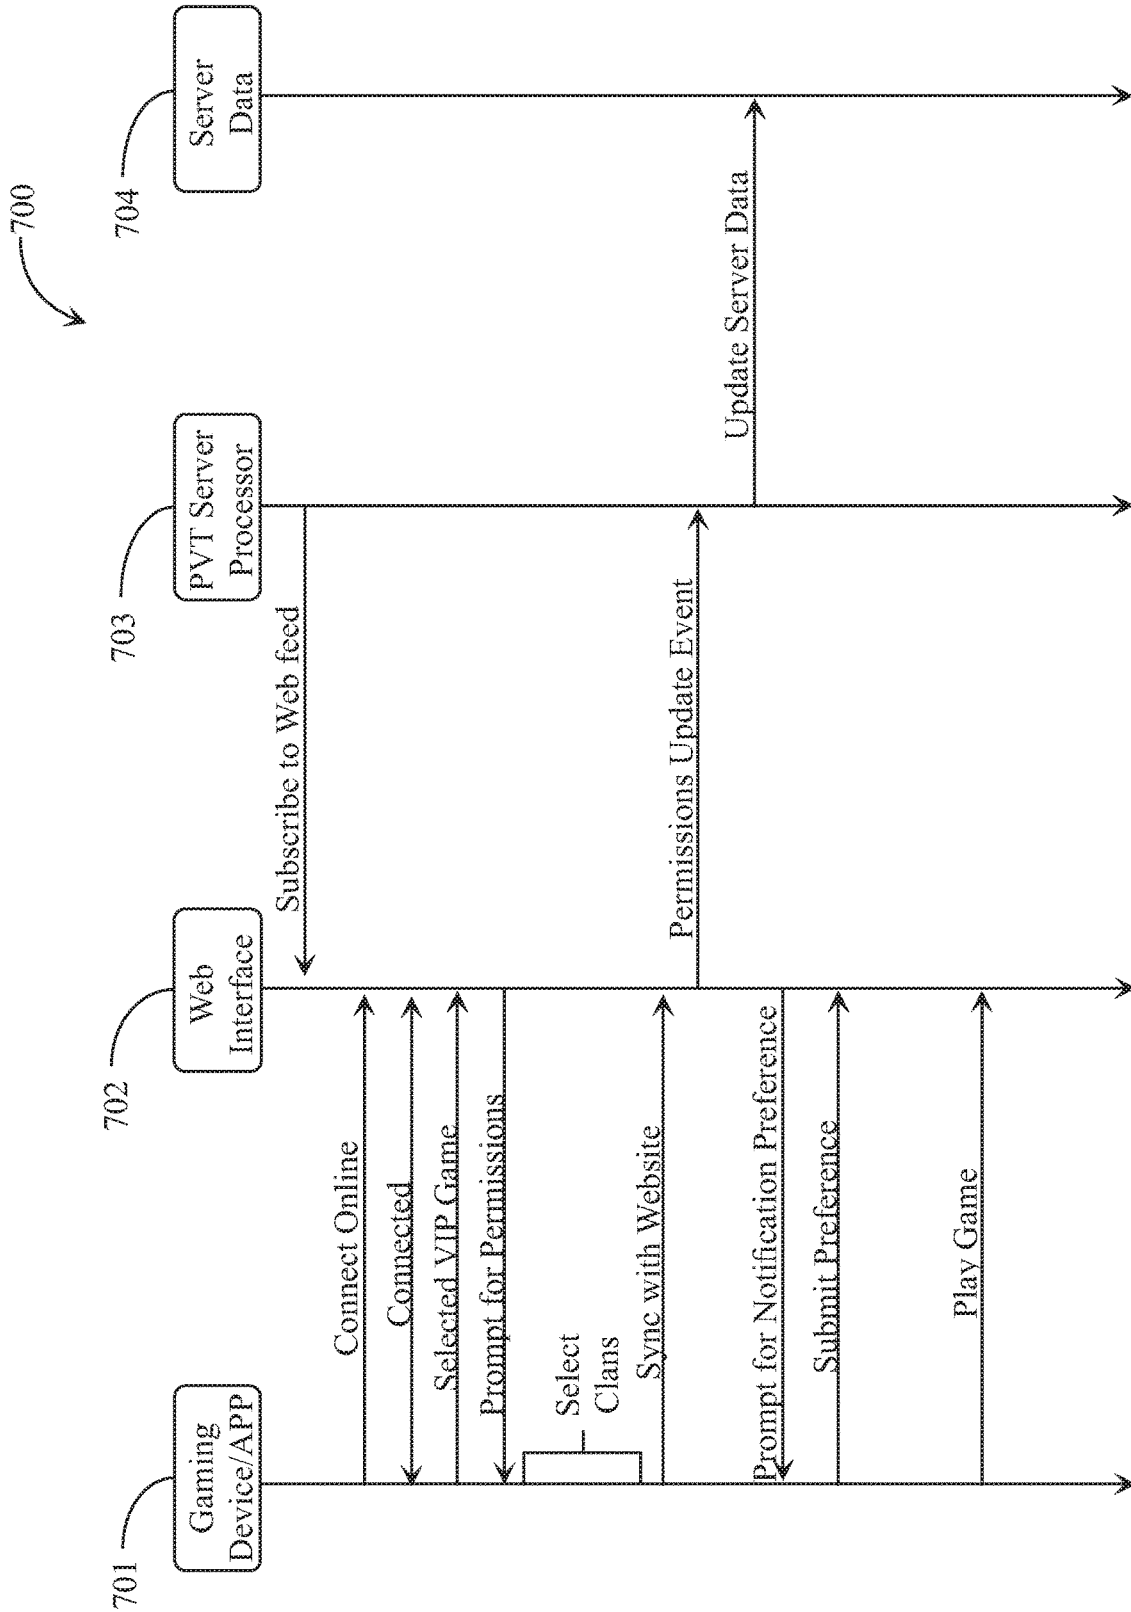 700
701
702
703
704
Gaming
Device/APP
Web
Interface
PVT Server
Processor
Server
Data
Subscribe to Web feed
Connect Online
Connected
Selected VIP Game
Prompt for Permissions
Select
Clans
Sync with Website
Permissions Update Event
Update Server Data
Prompt for Notification Preference
Submit Preference
Play Game